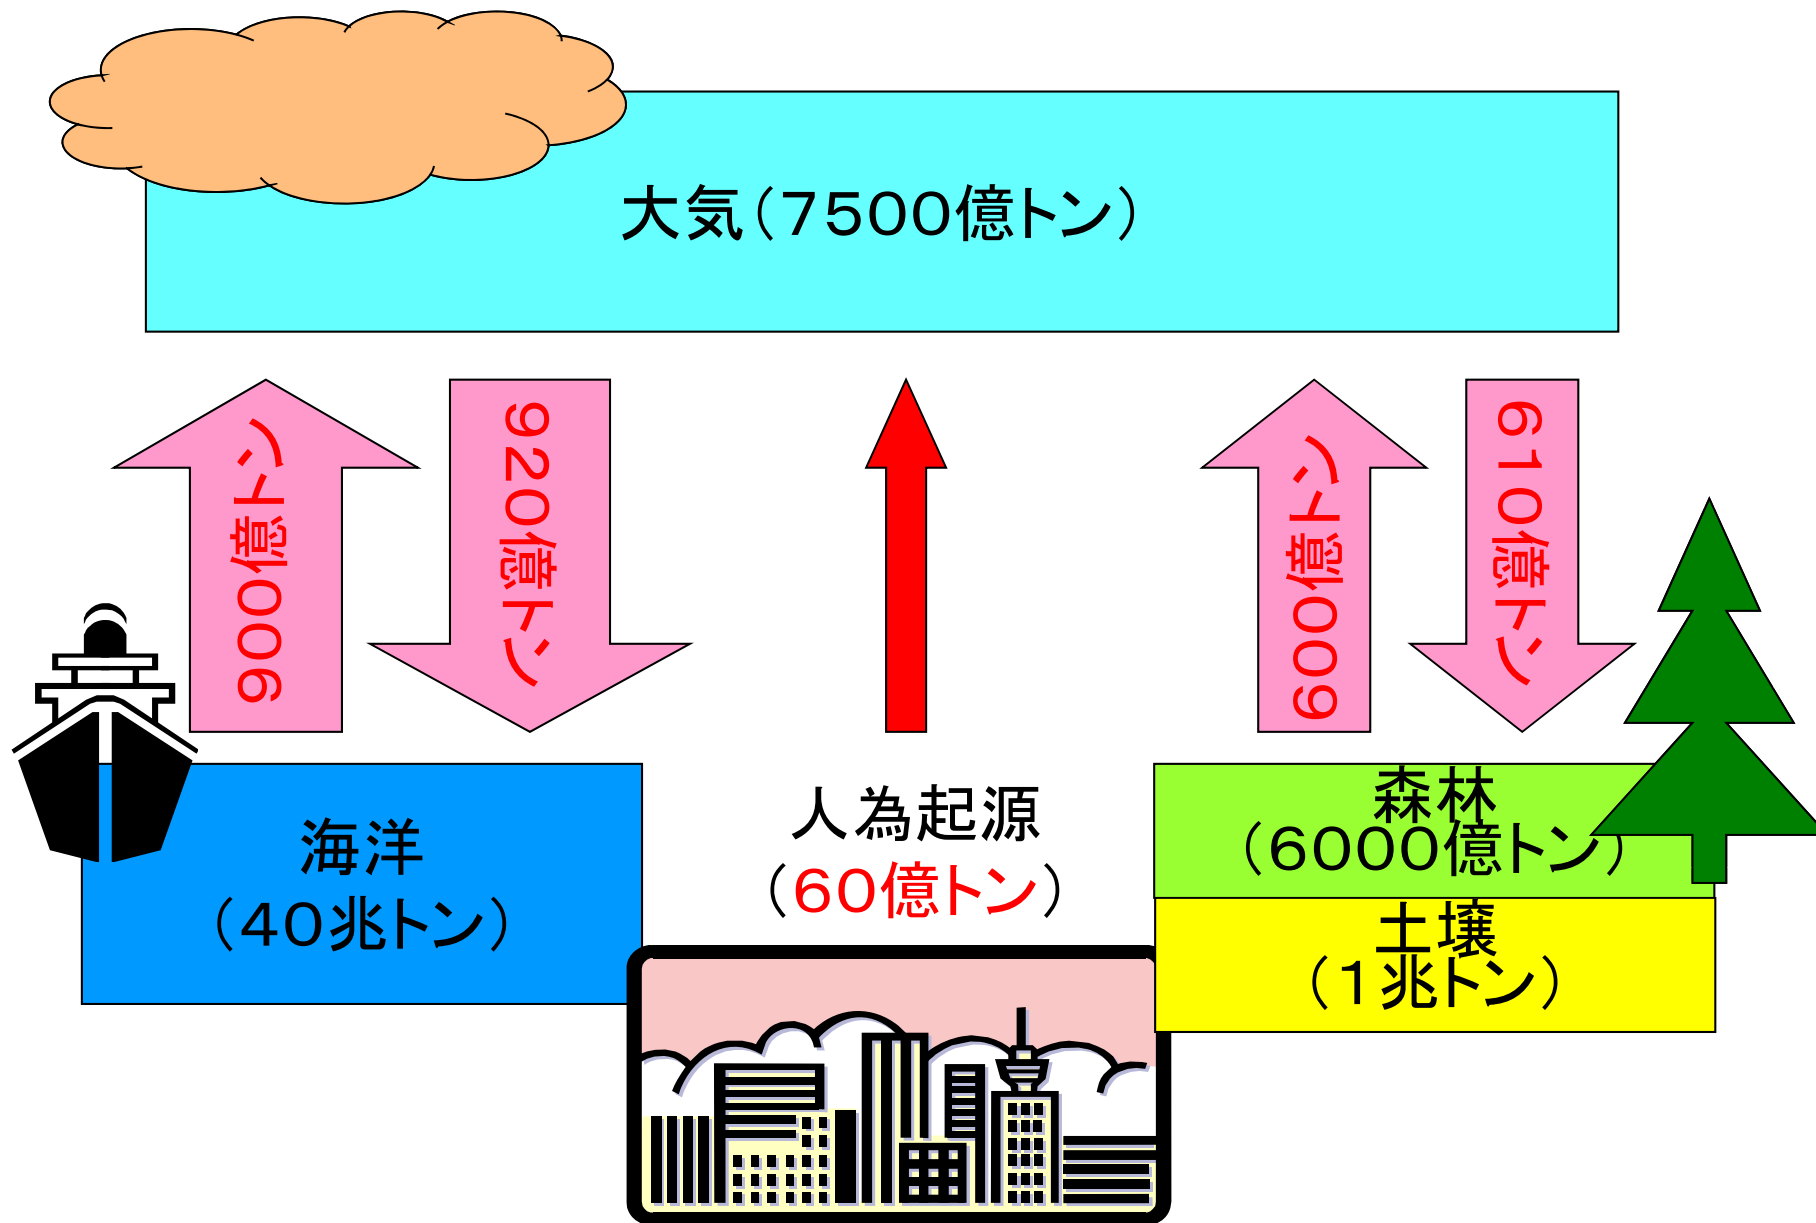 大気（7500億トン）
900億トン
920億トン
600億トン
610億トン
人為起源
（60億トン）
海洋
（40兆トン）
森林
（6000億トン）
土壌
（1兆トン）